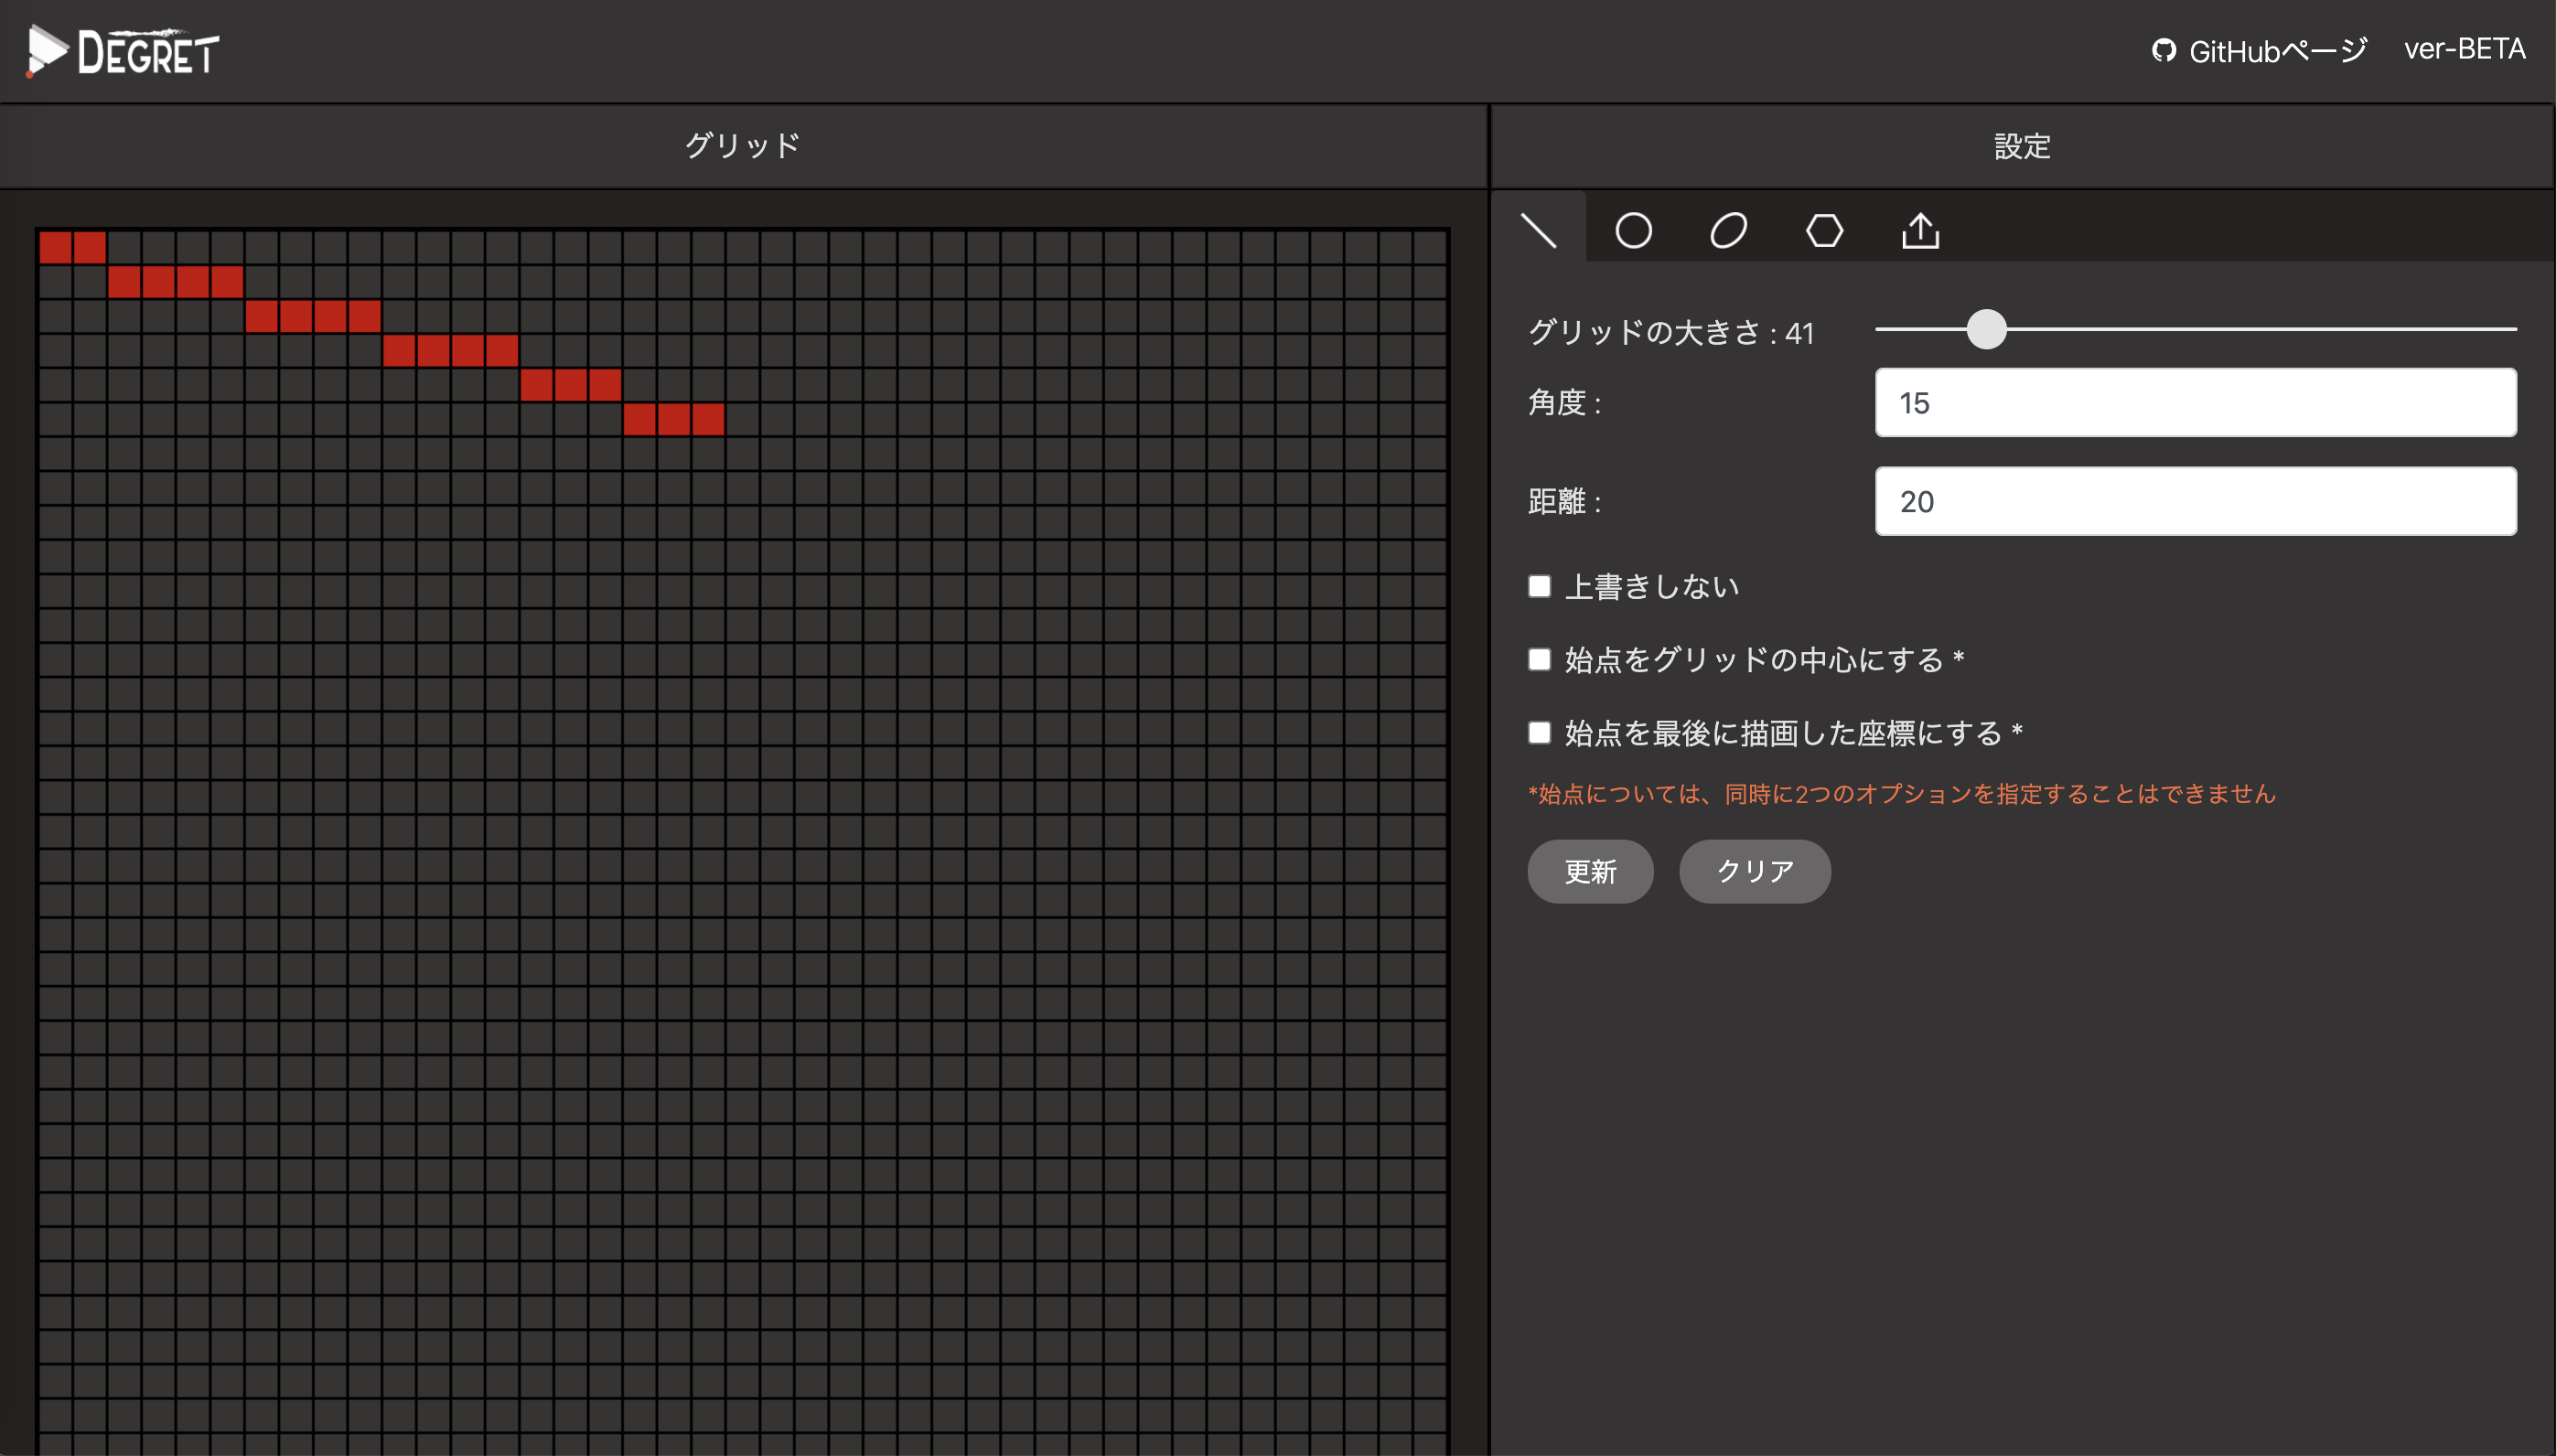 DEGRET
GitHubページ ver-BETA
グリッド
設定
グリッドの大きさ : 41
角度 :
15
距離 :
20
上書きしない
始点をグリッドの中心にする *
始点を最後に描画した座標にする *
*始点については、同時に2つのオプションを指定することはできません
更新 クリア